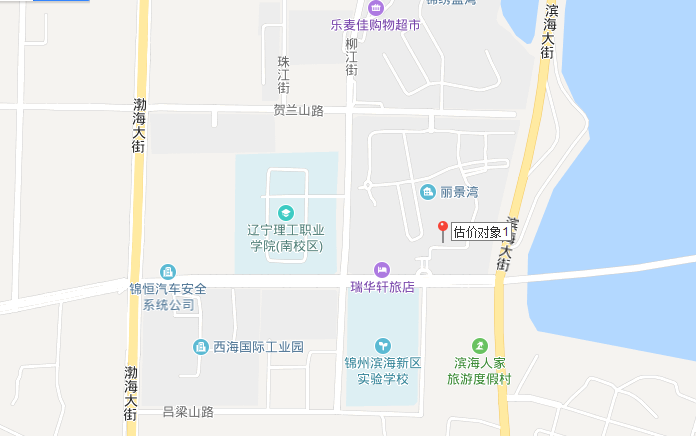 锦绣蓝湾
乐麦佳购物超市
滨海大街
柳江街
珠江街
贺兰山路
渤海大街
丽景湾
辽宁理工职业
学院(南校区)
估价对象1
滨海大街
锦恒汽车安全
系统公司
瑞华轩旅店
西海国际工业园
锦州滨海新区
实验学校
滨海人家
旅游度假村
渤海大街
吕梁山路